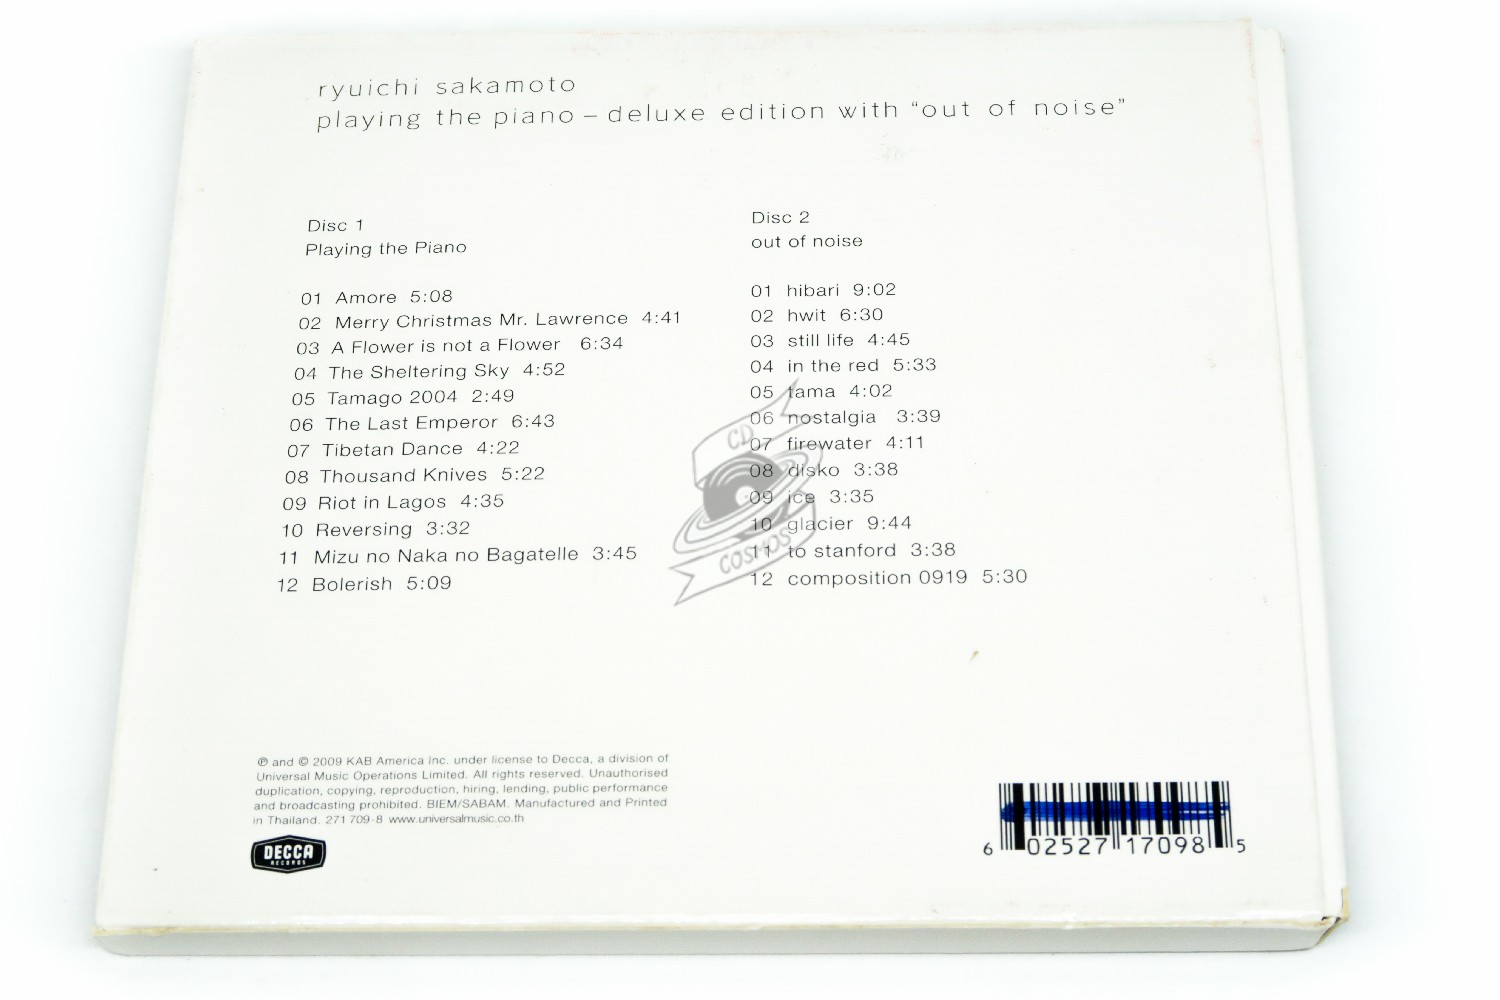 ryuichi sakamoto
playing the piano – deluxe edition with “out of noise”
Disc 1
Playing the Piano
01 Amore 5:08
02 Merry Christmas Mr. Lawrence 4:41
03 A Flower is not a Flower 6:34
04 The Sheltering Sky 4:52
05 Tamago 2004 2:49
06 The Last Emperor 6:43
07 Tibetan Dance 4:22
08 Thousand Knives 5:22
09 Riot in Lagos 4:35
10 Reversing 3:32
11 Mizu no Naka no Bagatelle 3:45
12 Bolerish 5:09
Disc 2
out of noise
01 hibari 9:02
02 hwit 6:30
03 still life 4:45
04 in the red 5:33
05 tama 4:02
06 nostalgia 3:39
07 firewater 4:11
08 disko 3:38
09 ice 3:35
10 glacier 9:44
11 to stanford 3:38
12 composition 0919 5:30
CD
COSMOS
℗ and © 2009 KAB America Inc. under license to Decca, a division of
Universal Music Operations Limited. All rights reserved. Unauthorised
duplication, copying, reproduction, hiring, lending, public performance
and broadcasting prohibited. BIEM/SABAM. Manufactured and Printed
in Thailand. 271 709-8 www.universalmusic.co.th
DECCA
RECORDS
6 02527 17098 5